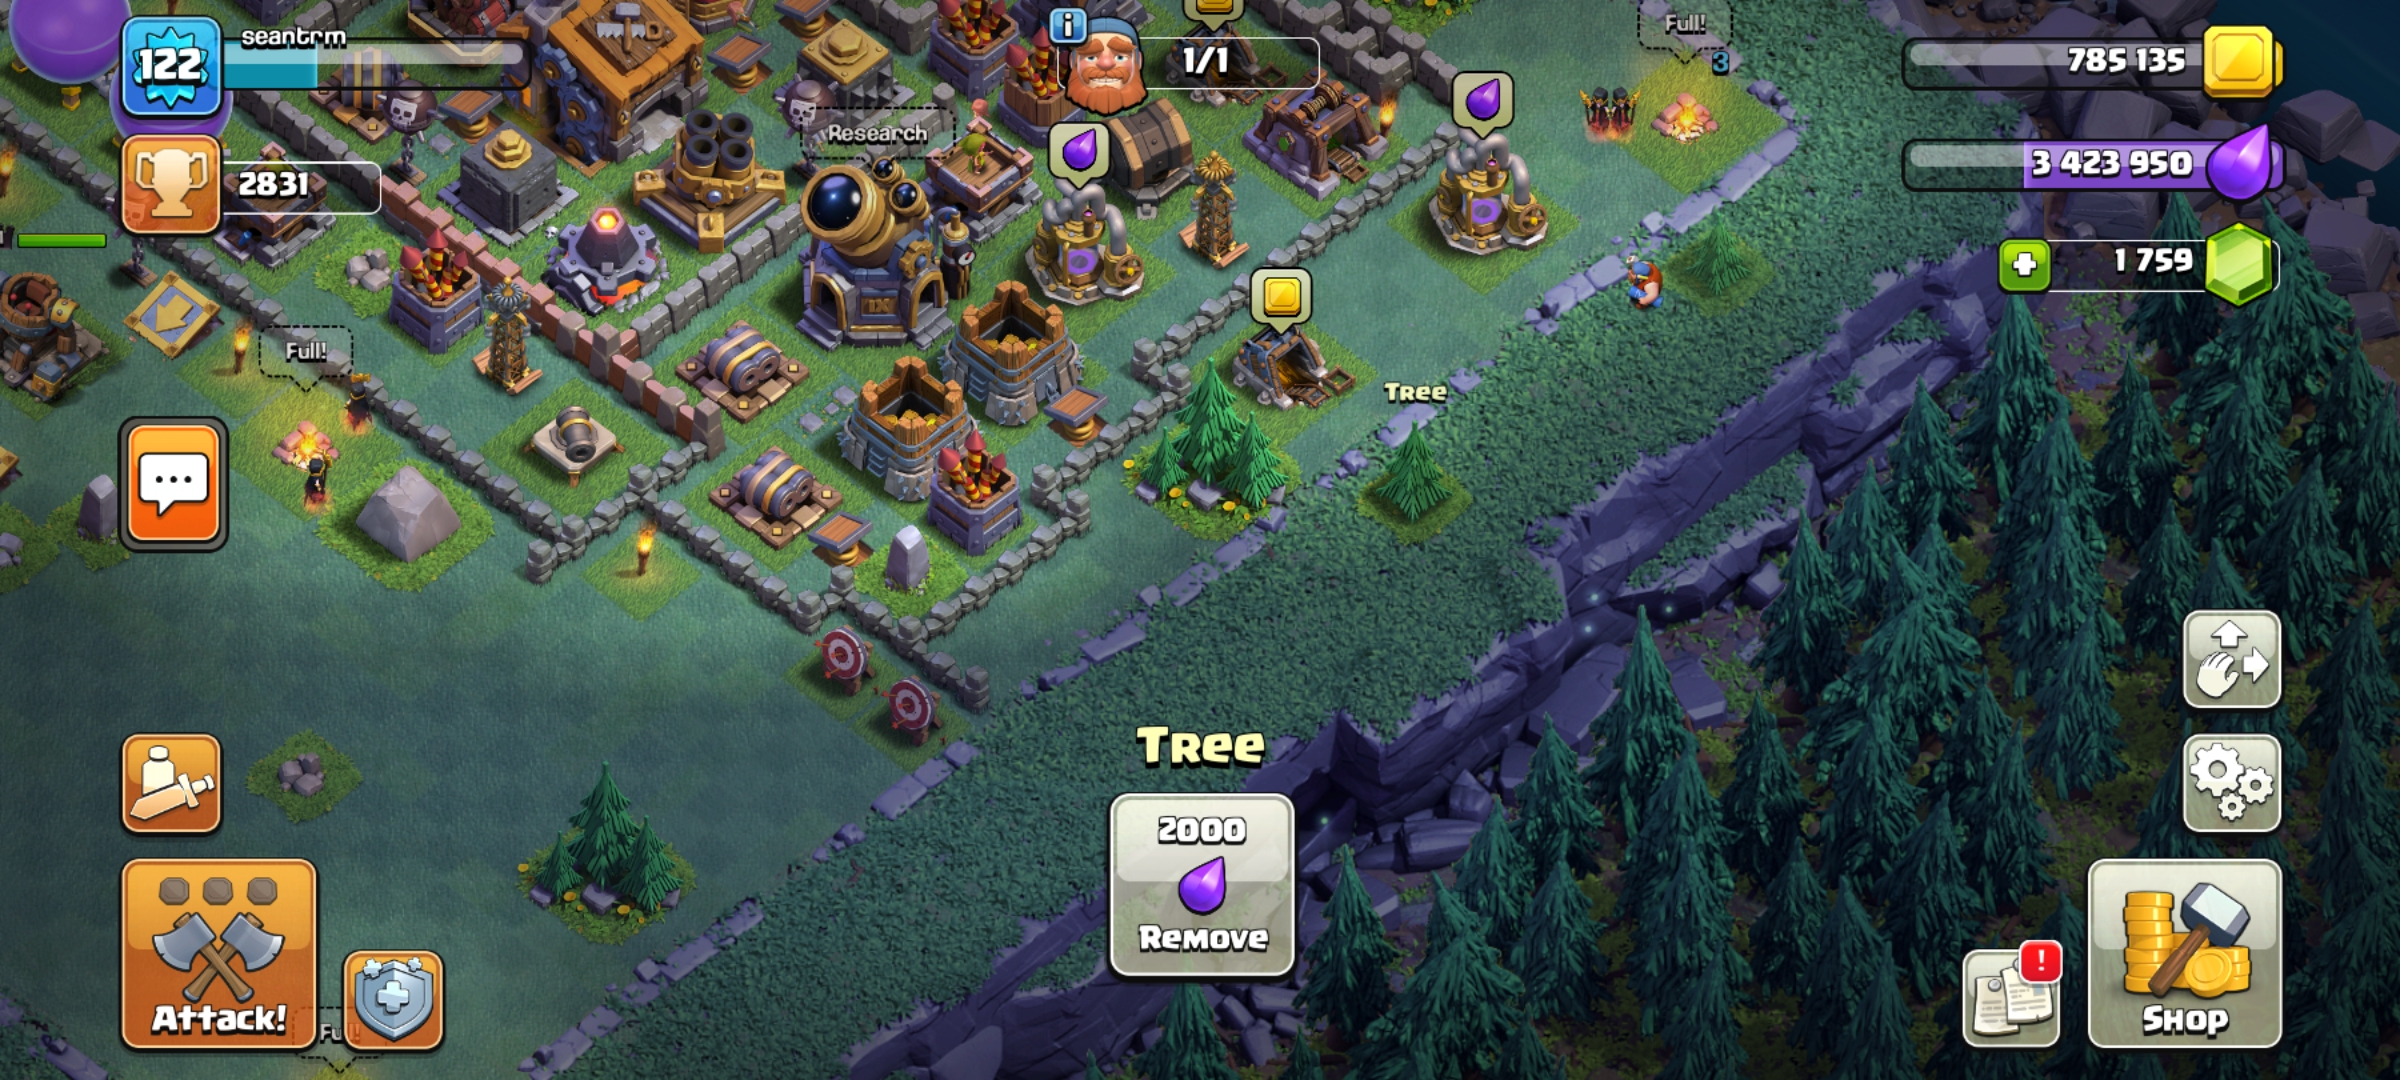 122
seantrm
2831
1/1
Full!
3
785 135
3 423 950
1 759
Research
IX
Full!
Tree
Tree
2000
Remove
Attack!
!
Shop